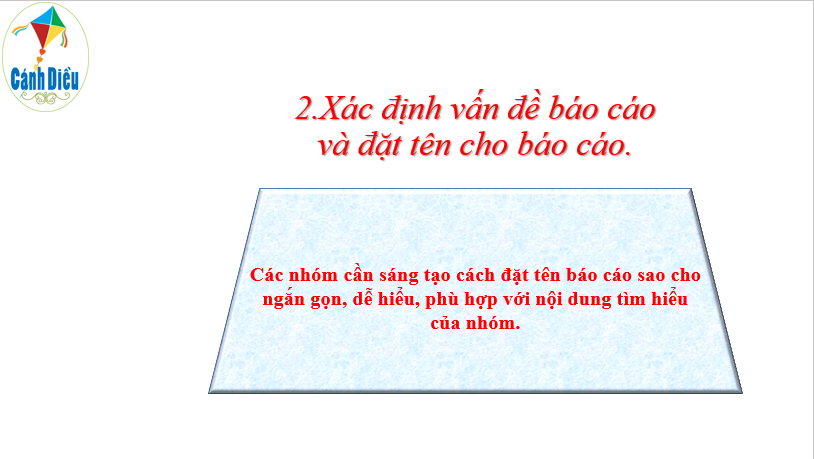 Cánh Diều
2.Xác định vấn đề báo cáo
và đặt tên cho báo cáo.
Các nhóm cần sáng tạo cách đặt tên báo cáo sao cho
ngắn gọn, dễ hiểu, phù hợp với nội dung tìm hiểu
của nhóm.